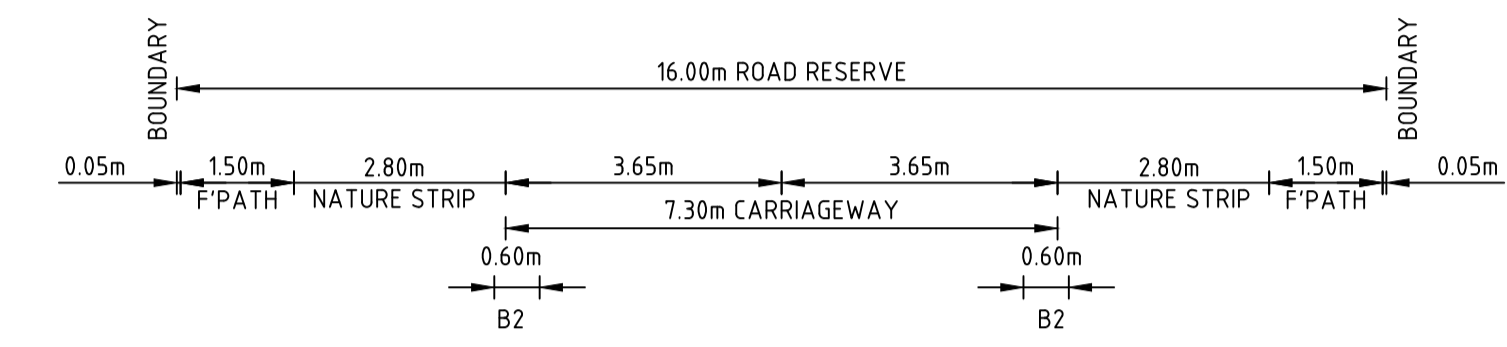 BOUNDARY
BOUNDARY
16.00m ROAD RESERVE
0.05m 1.50m 2.80m 3.65m 3.65m 2.80m 1.50m 0.05m
F'PATH NATURE STRIP NATURE STRIP F'PATH
7.30m CARRIAGEWAY
0.60m 0.60m
B2 B2